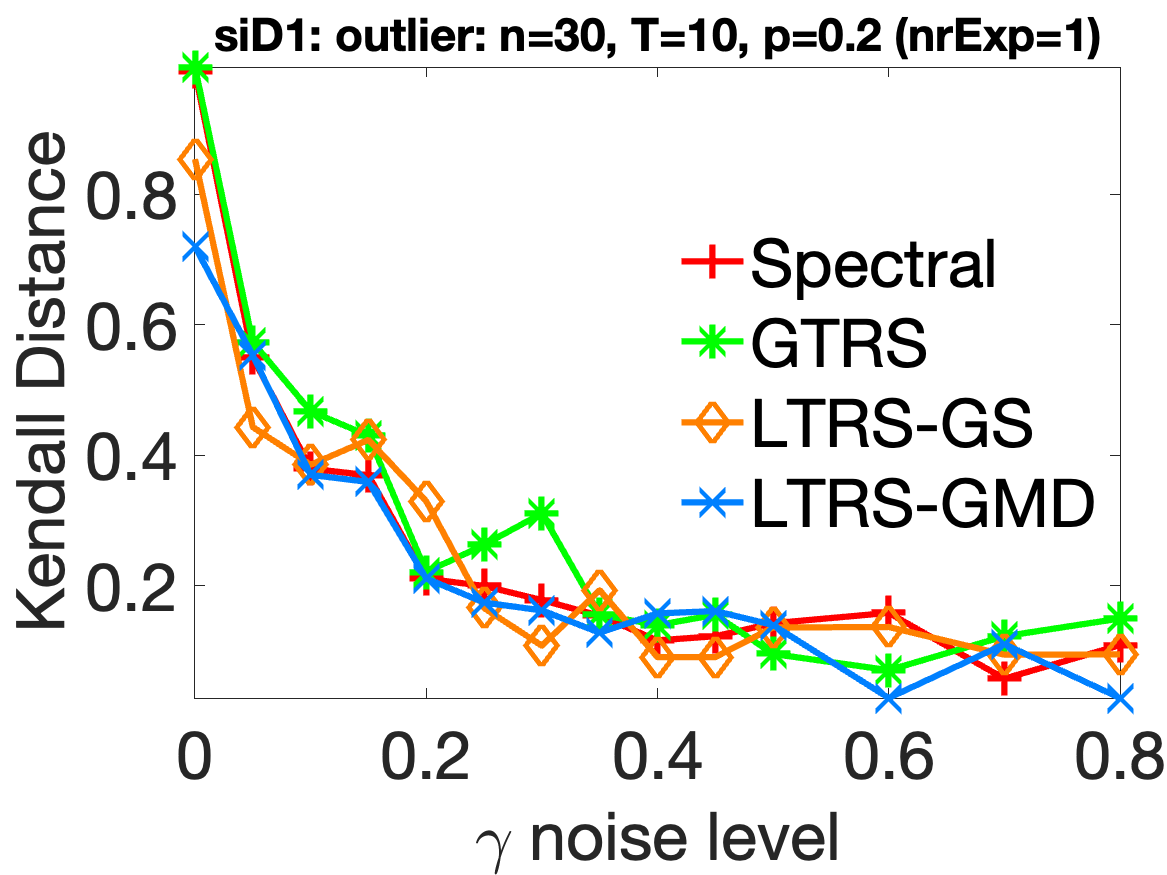 siD1: outlier: n=30, T=10, p=0.2 (nrExp=1)
Kendall Distance
0.8
0.6
0.4
0.2
Spectral
GTRS
LTRS-GS
LTRS-GMD
0 0.2 0.4 0.6 0.8
γ noise level